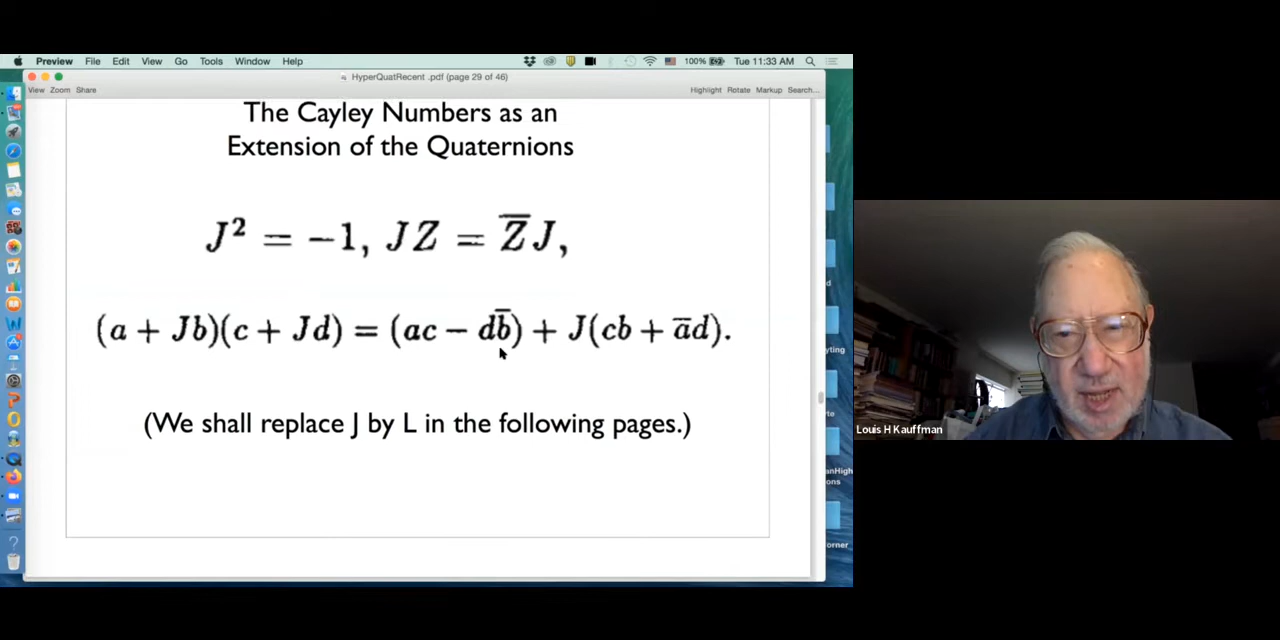 Preview File Edit View Go Tools Window Help 100% Tue 11:33 AM
HyperQuatRecent .pdf (page 29 of 46)
View Zoom Share Highlight Rotate Markup Search...
The Cayley Numbers as an
Extension of the Quaternions
J² = −1, JZ = Z̅J,
(a + Jb)(c + Jd) = (ac − db̅) + J(cb + a̅d).
(We shall replace J by L in the following pages.)
Louis H Kauffman